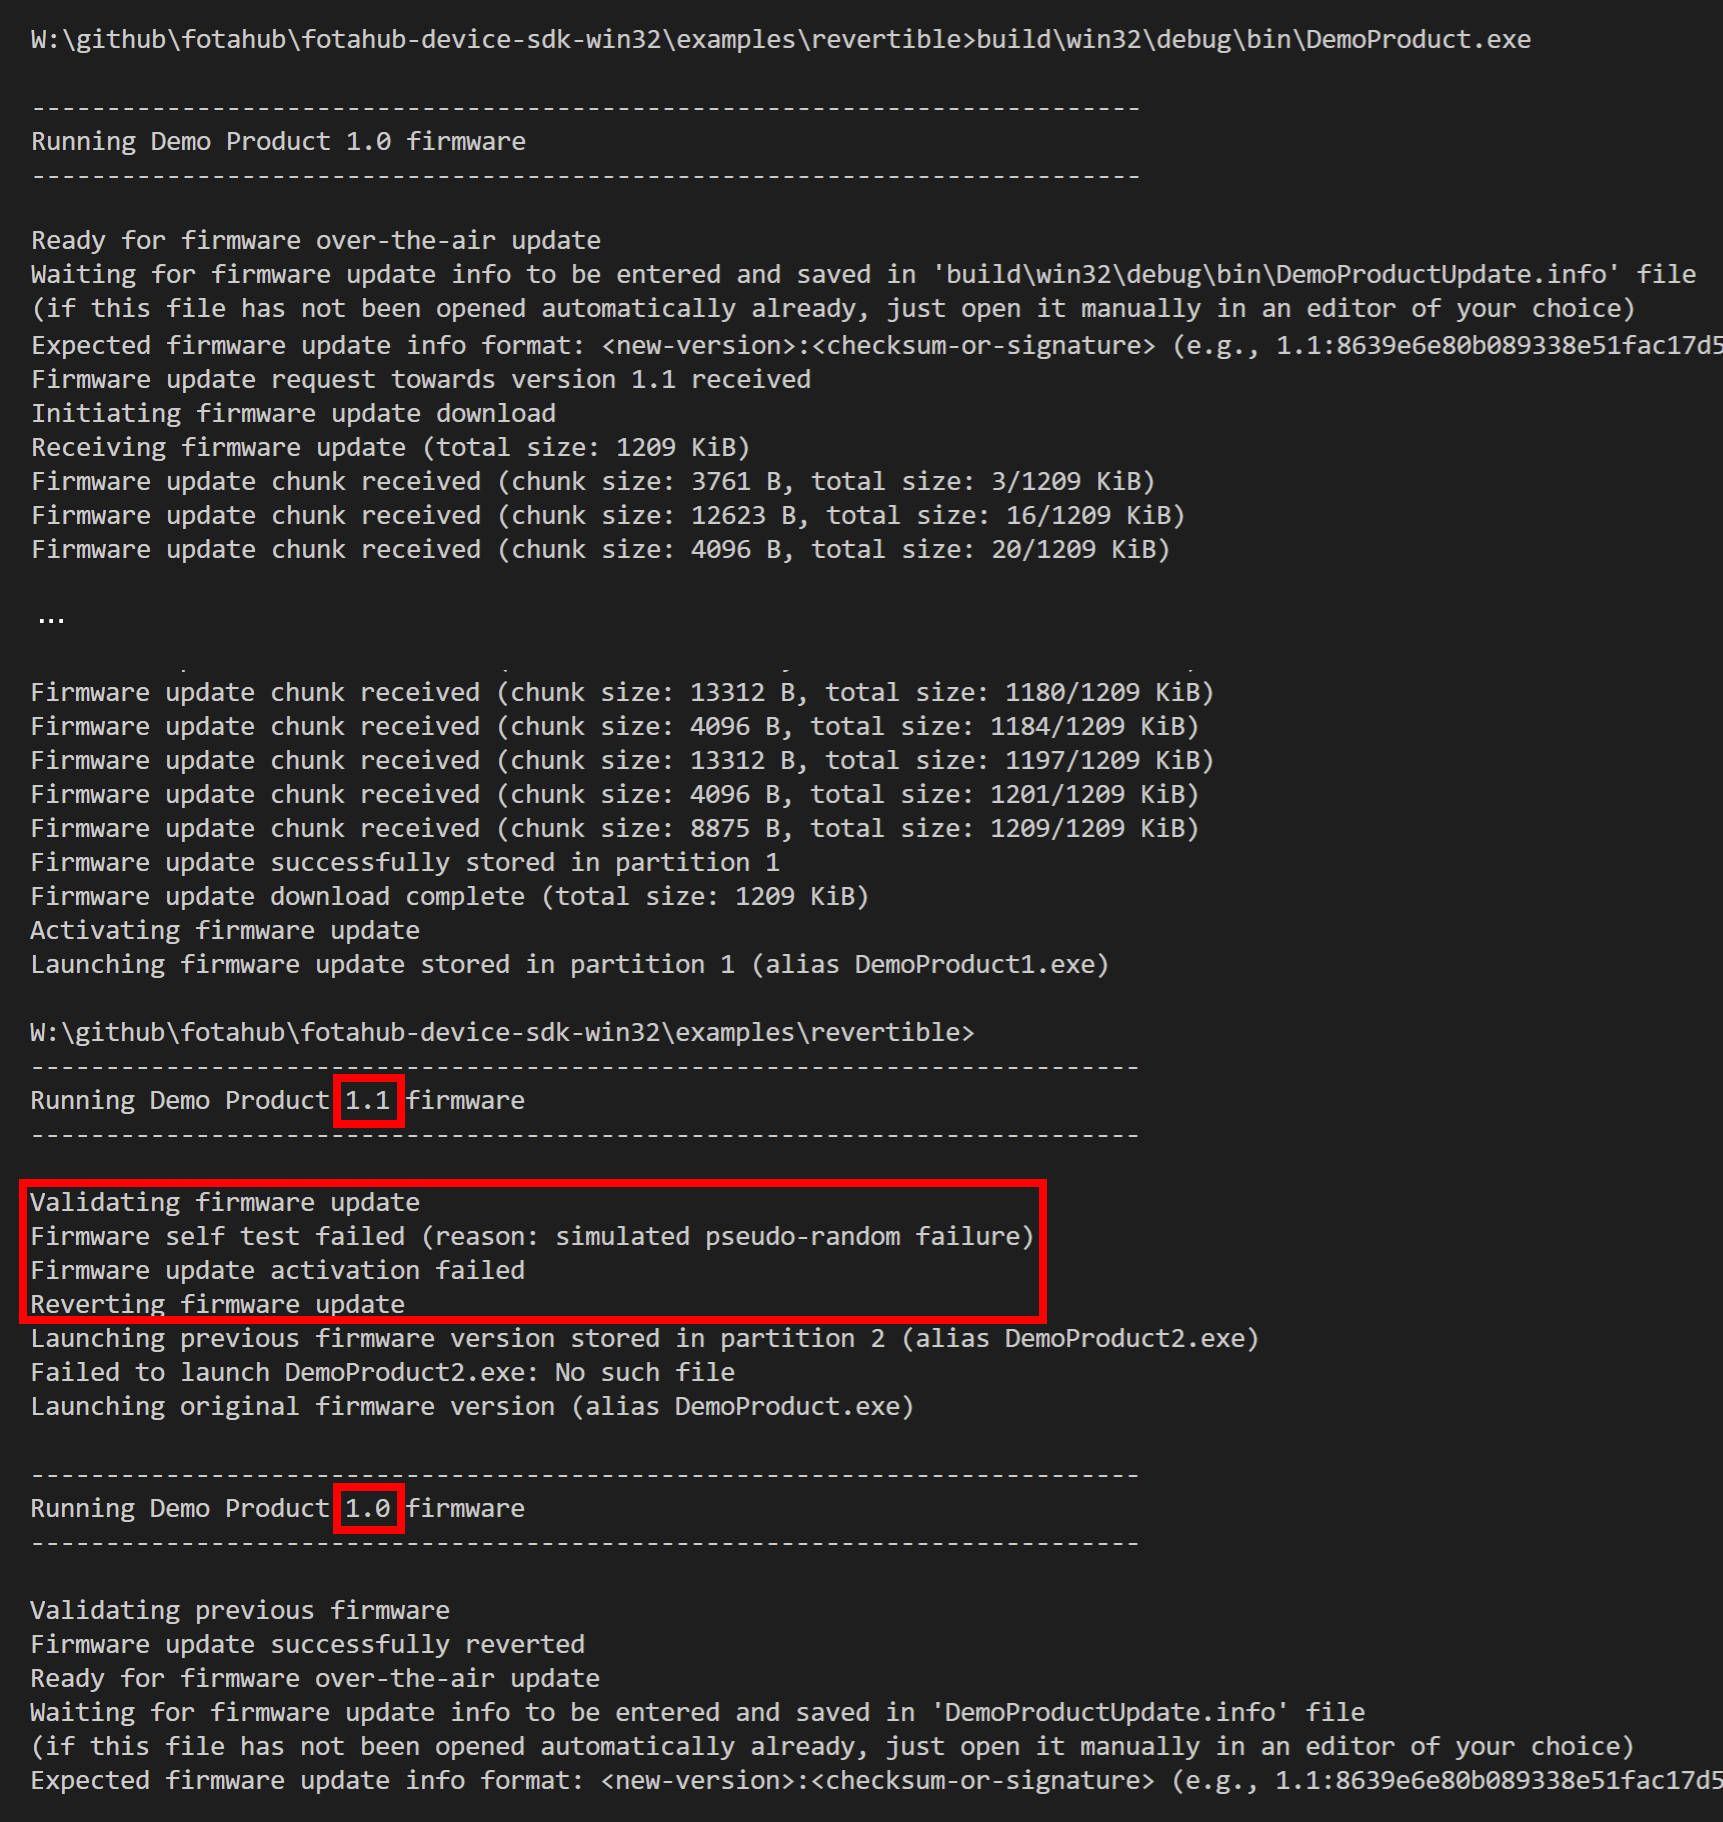 W:\github\fotahub\fotahub-device-sdk-win32\examples\revertible>build\win32\debug\bin\DemoProduct.exe
--------------------------------------------------------------------------
Running Demo Product 1.0 firmware
--------------------------------------------------------------------------
Ready for firmware over-the-air update
Waiting for firmware update info to be entered and saved in 'build\win32\debug\bin\DemoProductUpdate.info' file
(if this file has not been opened automatically already, just open it manually in an editor of your choice)
Expected firmware update info format: <new-version>:<checksum-or-signature> (e.g., 1.1:8639e6e80b089338e51fac17d5
Firmware update request towards version 1.1 received
Initiating firmware update download
Receiving firmware update (total size: 1209 KiB)
Firmware update chunk received (chunk size: 3761 B, total size: 3/1209 KiB)
Firmware update chunk received (chunk size: 12623 B, total size: 16/1209 KiB)
Firmware update chunk received (chunk size: 4096 B, total size: 20/1209 KiB)
...
Firmware update chunk received (chunk size: 13312 B, total size: 1180/1209 KiB)
Firmware update chunk received (chunk size: 4096 B, total size: 1184/1209 KiB)
Firmware update chunk received (chunk size: 13312 B, total size: 1197/1209 KiB)
Firmware update chunk received (chunk size: 4096 B, total size: 1201/1209 KiB)
Firmware update chunk received (chunk size: 8875 B, total size: 1209/1209 KiB)
Firmware update successfully stored in partition 1
Firmware update download complete (total size: 1209 KiB)
Activating firmware update
Launching firmware update stored in partition 1 (alias DemoProduct1.exe)
W:\github\fotahub\fotahub-device-sdk-win32\examples\revertible>
--------------------------------------------------------------------------
Running Demo Product 1.1 firmware
--------------------------------------------------------------------------
Validating firmware update
Firmware self test failed (reason: simulated pseudo-random failure)
Firmware update activation failed
Reverting firmware update
Launching previous firmware version stored in partition 2 (alias DemoProduct2.exe)
Failed to launch DemoProduct2.exe: No such file
Launching original firmware version (alias DemoProduct.exe)
--------------------------------------------------------------------------
Running Demo Product 1.0 firmware
--------------------------------------------------------------------------
Validating previous firmware
Firmware update successfully reverted
Ready for firmware over-the-air update
Waiting for firmware update info to be entered and saved in 'DemoProductUpdate.info' file
(if this file has not been opened automatically already, just open it manually in an editor of your choice)
Expected firmware update info format: <new-version>:<checksum-or-signature> (e.g., 1.1:8639e6e80b089338e51fac17d5